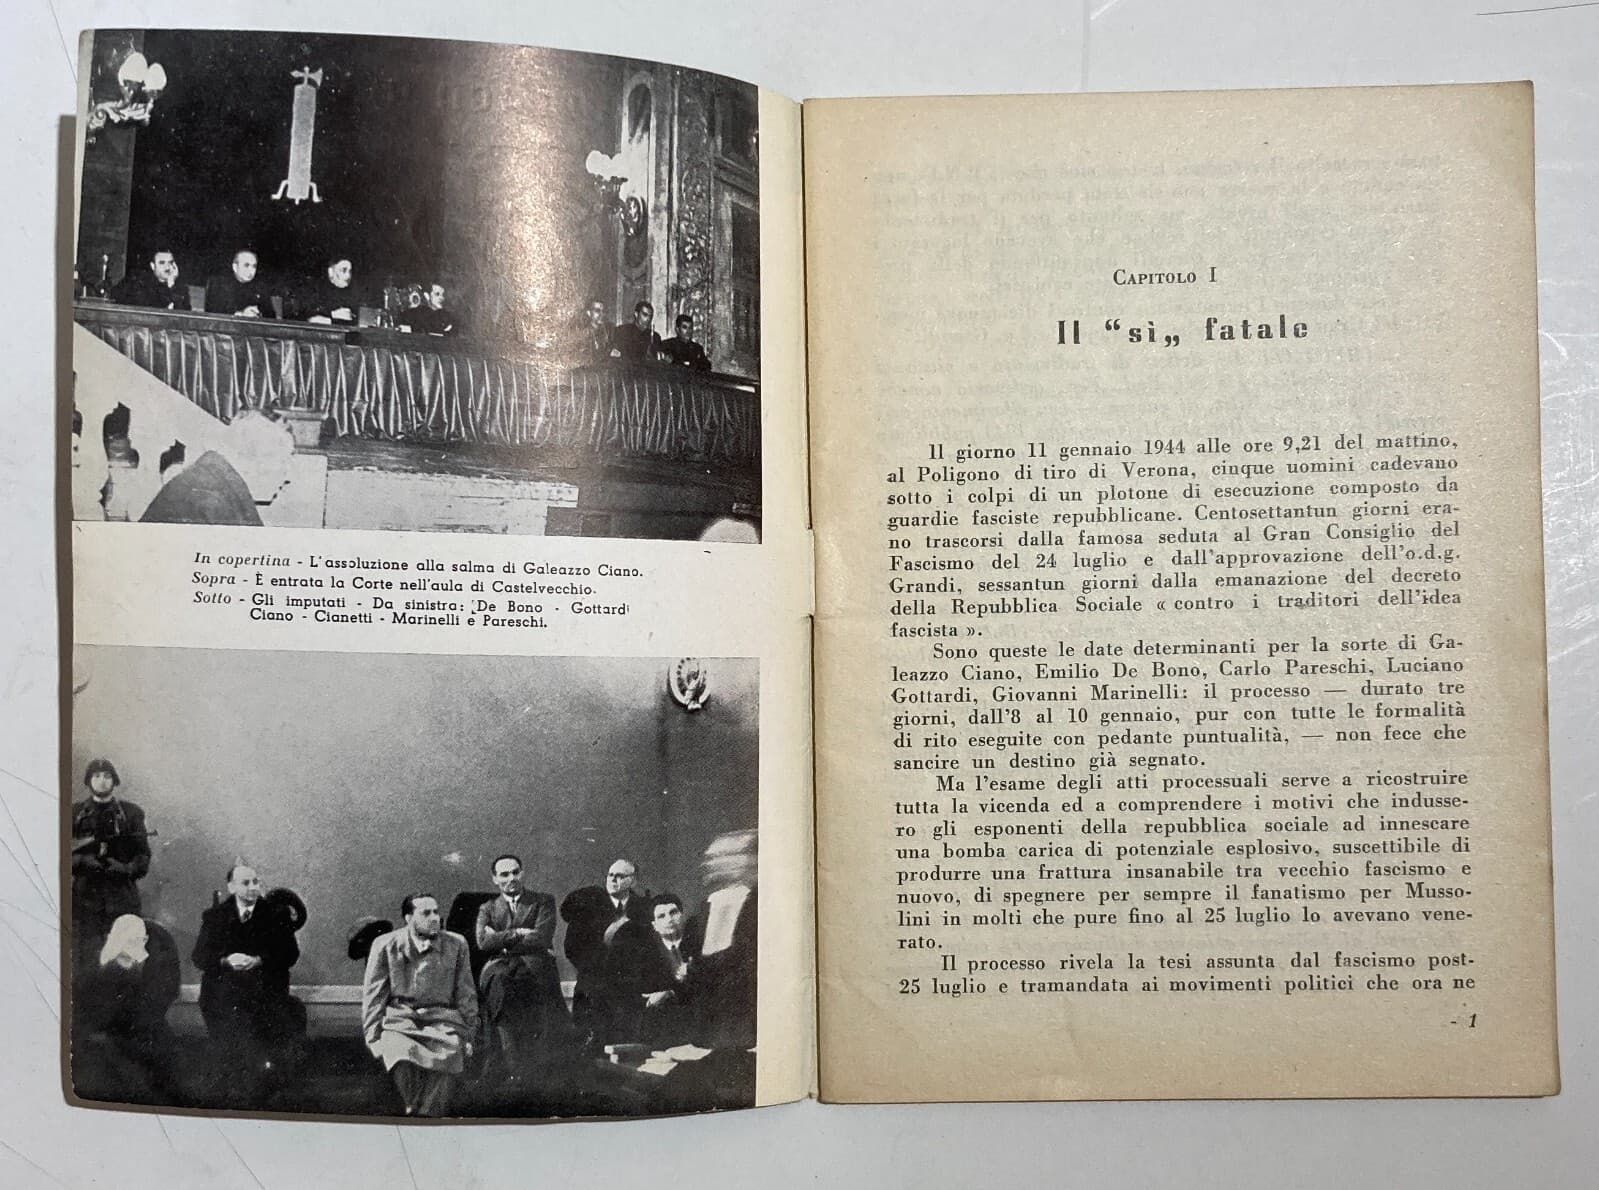 In copertina - L'assoluzione alla salma di Galeazzo Ciano.
Sopra - È entrata la Corte nell'aula di Castelvecchio.
Sotto - Gli imputati - Da sinistra: De Bono - Gottardi
Ciano - Cianetti - Marinelli e Pareschi.
CAPITOLO I
Il “sì„ fatale
Il giorno 11 gennaio 1944 alle ore 9,21 del mattino,
al Poligono di tiro di Verona, cinque uomini cadevano
sotto i colpi di un plotone di esecuzione composto da
guardie fasciste repubblicane. Centosettantun giorni era-
no trascorsi dalla famosa seduta al Gran Consiglio del
Fascismo del 24 luglio e dall'approvazione dell'o.d.g.
Grandi, sessantun giorni dalla emanazione del decreto
della Repubblica Sociale « contro i traditori dell'idea
fascista ».
Sono queste le date determinanti per la sorte di Ga-
leazzo Ciano, Emilio De Bono, Carlo Pareschi, Luciano
Gottardi, Giovanni Marinelli: il processo — durato tre
giorni, dall'8 al 10 gennaio, pur con tutte le formalità
di rito eseguite con pedante puntualità, — non fece che
sancire un destino già segnato.
Ma l'esame degli atti processuali serve a ricostruire
tutta la vicenda ed a comprendere i motivi che indusse-
ro gli esponenti della repubblica sociale ad innescare
una bomba carica di potenziale esplosivo, suscettibile di
produrre una frattura insanabile tra vecchio fascismo e
nuovo, di spegnere per sempre il fanatismo per Musso-
lini in molti che pure fino al 25 luglio lo avevano vene-
rato.
Il processo rivela la tesi assunta dal fascismo post-
25 luglio e tramandata ai movimenti politici che ora ne
- 1